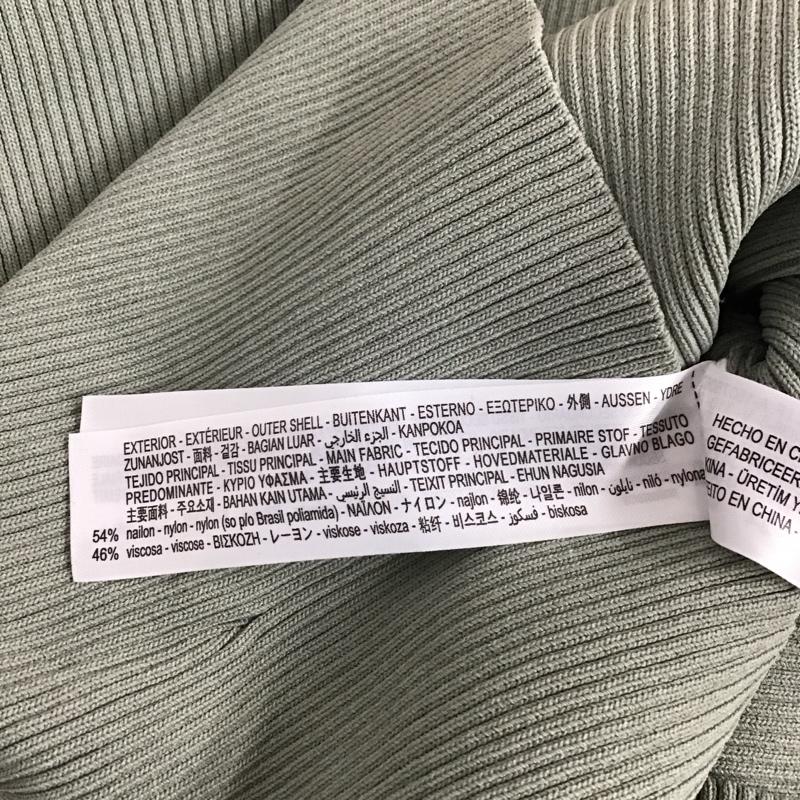 EXTERIOR - EXTÉRIEUR - OUTER SHELL - BUITENKANT - ESTERNO - ΕΞΩΤΕΡΙΚΟ - 外側 - AUSSEN - YDRE
ZUNANJOST - 面料 - 겉감 - BAGIAN LUAR - الجزء الخارجي - KANPOKOA
TEJIDO PRINCIPAL - TISSU PRINCIPAL - MAIN FABRIC - TECIDO PRINCIPAL - PRIMAIRE STOF - TESSUTO
PREDOMINANTE - ΚΥΡΙΟ ΥΦΑΣΜΑ - 主要生地 - HAUPTSTOFF - HOVEDMATERIALE - GLAVNO BLAGO
主要面料 - 주요소재 - BAHAN KAIN UTAMA - النسيج الرئيسي - TEIXIT PRINCIPAL - EHUN NAGUSIA
54% nailon - nylon - nylon (so p/o Brasil poliamida) - ΝΑΪΛΟΝ - ナイロン - najlon - 锦纶 - 나일론 - nilon - نايلون - niló - nylona
46% viscosa - viscose - ΒΙΣΚΟΖΗ - レーヨン - viskose - viskoza - 粘纤 - 비스코스 - فسكوز - biskosa
HECHO EN
GEFABRICEER
ÜRETİM
EN CHINA -